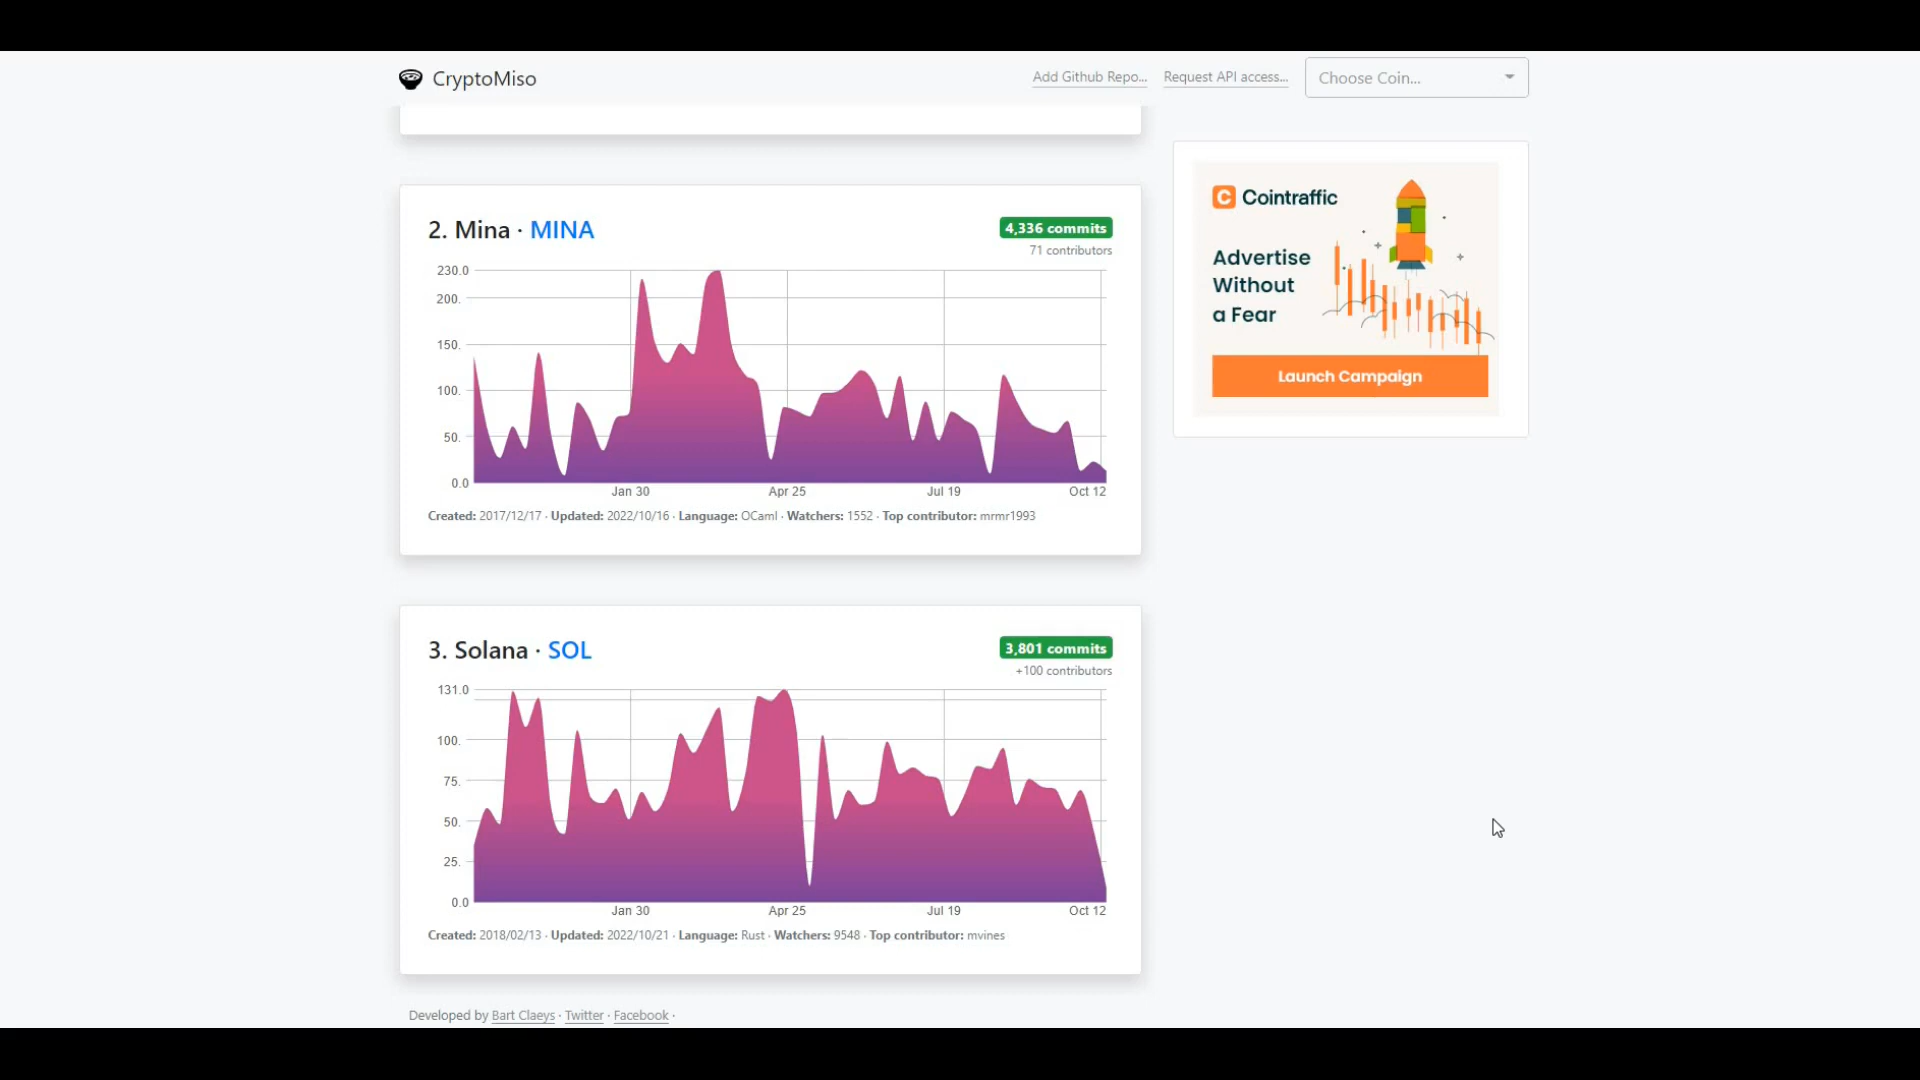 CryptoMiso
Add Github Repo...
Request API access...
Choose Coin...
2. Mina · MINA
4,336 commits
71 contributors
230.0
200.
150.
100.
50.
0.0
Jan 30
Apr 25
Jul 19
Oct 12
Created: 2017/12/17 · Updated: 2022/10/16 · Language: OCaml · Watchers: 1552 · Top contributor: mrmr1993
3. Solana · SOL
3,801 commits
+100 contributors
131.0
100.
75.
50.
25.
0.0
Jan 30
Apr 25
Jul 19
Oct 12
Created: 2018/02/13 · Updated: 2022/10/21 · Language: Rust · Watchers: 9548 · Top contributor: mvines
C Cointraffic
Advertise
Without
a Fear
Launch Campaign
Developed by Bart Claeys · Twitter · Facebook ·